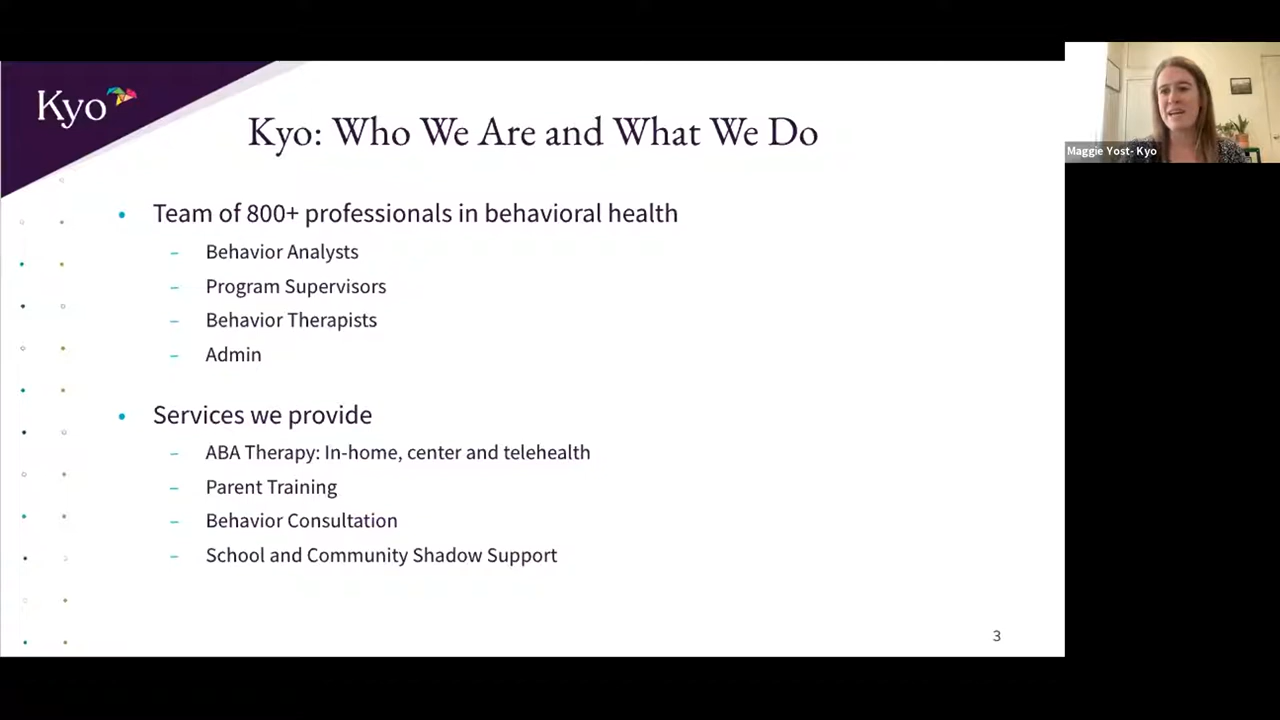 Kyo
Kyo: Who We Are and What We Do
• Team of 800+ professionals in behavioral health
– Behavior Analysts
– Program Supervisors
– Behavior Therapists
– Admin
• Services we provide
– ABA Therapy: In-home, center and telehealth
– Parent Training
– Behavior Consultation
– School and Community Shadow Support
3
Maggie Yost- Kyo